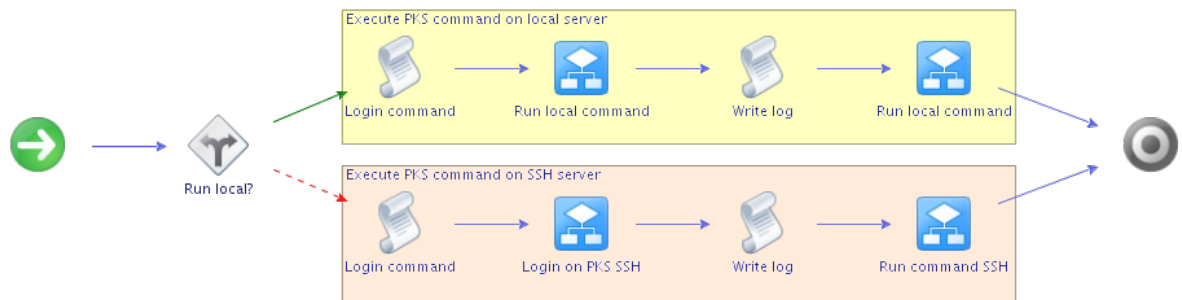 Execute PKS command on local server
Login command
Run local command
Write log
Run local command
Run local?
Execute PKS command on SSH server
Login command
Login on PKS SSH
Write log
Run command SSH